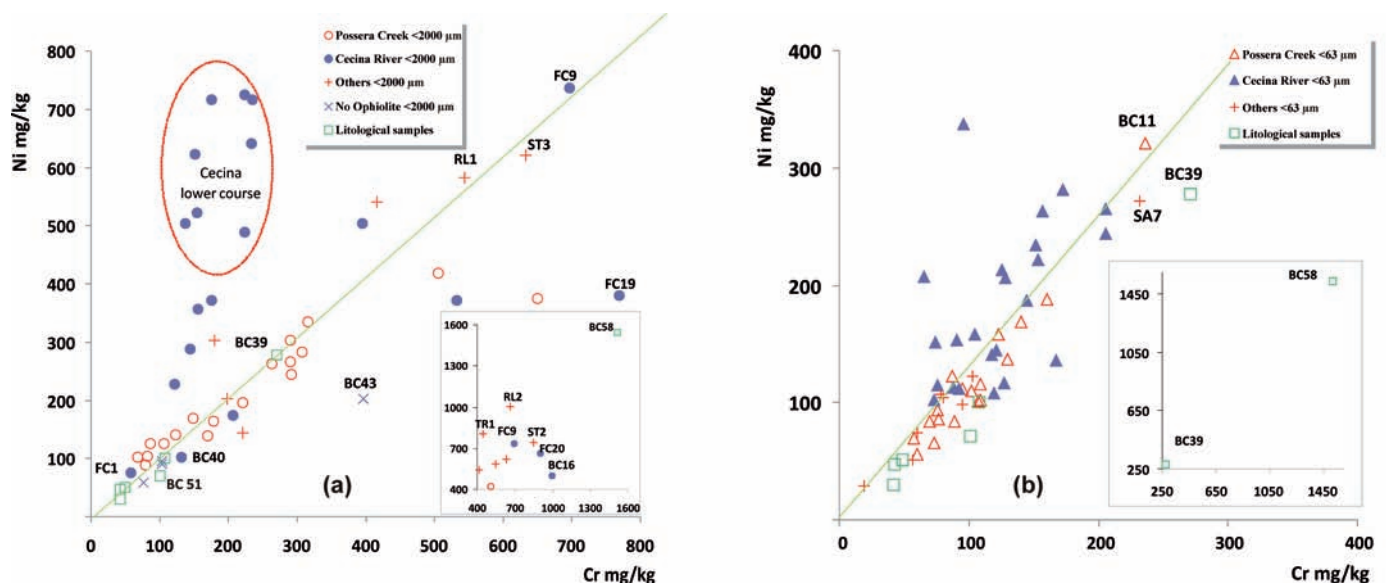 800
700
600
500
400
300
200
100
0
Ni mg/kg
0 100 200 300 400 500 600 700 800
Cr mg/kg
Possera Creek <2000 µm
Cecina River <2000 µm
Others <2000 µm
No Ophiolite <2000 µm
Litological samples
Cecina
lower course
FC9
ST3
RL1
FC19
BC39
BC43
FC1
BC40
BC 51
(a)
1600
1300
1000
700
400
400 700 1000 1300 1600
BC58
RL2
TR1
FC9
ST2
FC20
BC16
400
300
200
100
0
Ni mg/kg
0 100 200 300 400
Cr mg/kg
Possera Creek <63 µm
Cecina River <63 µm
Others <63 µm
Litological samples
BC11
BC39
SA7
(b)
1450
1050
650
250
250 650 1050 1450
BC58
BC39